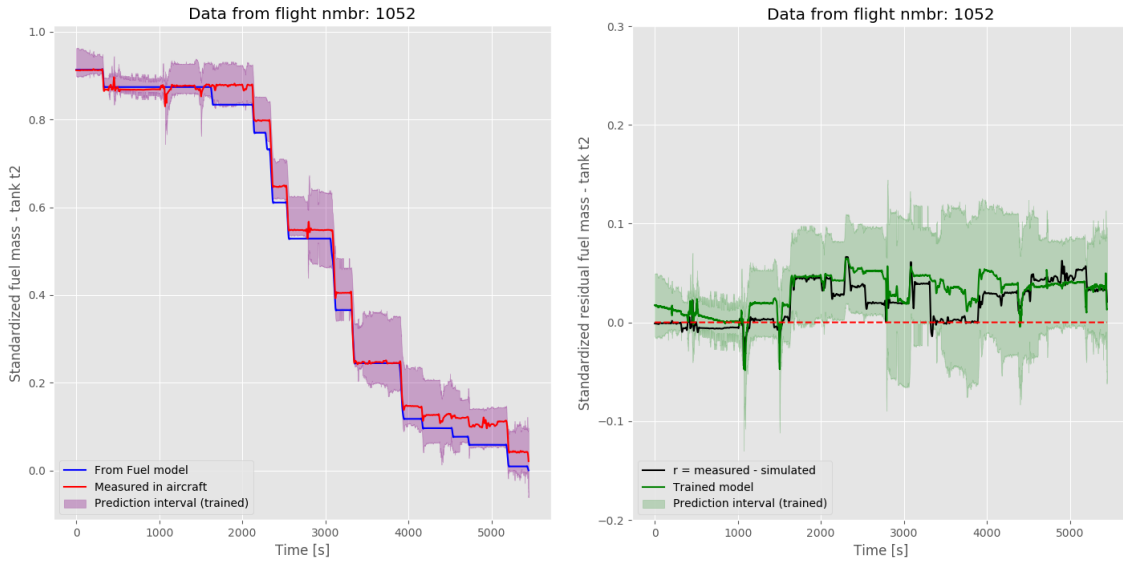 Data from flight nmbr: 1052
Standardized fuel mass - tank t2
1.0
0.8
0.6
0.4
0.2
0.0
From Fuel model
Measured in aircraft
Prediction interval (trained)
0 1000 2000 3000 4000 5000
Time [s]
Data from flight nmbr: 1052
Standardized residual fuel mass - tank t2
0.3
0.2
0.1
0.0
−0.1
−0.2
r = measured - simulated
Trained model
Prediction interval (trained)
0 1000 2000 3000 4000 5000
Time [s]